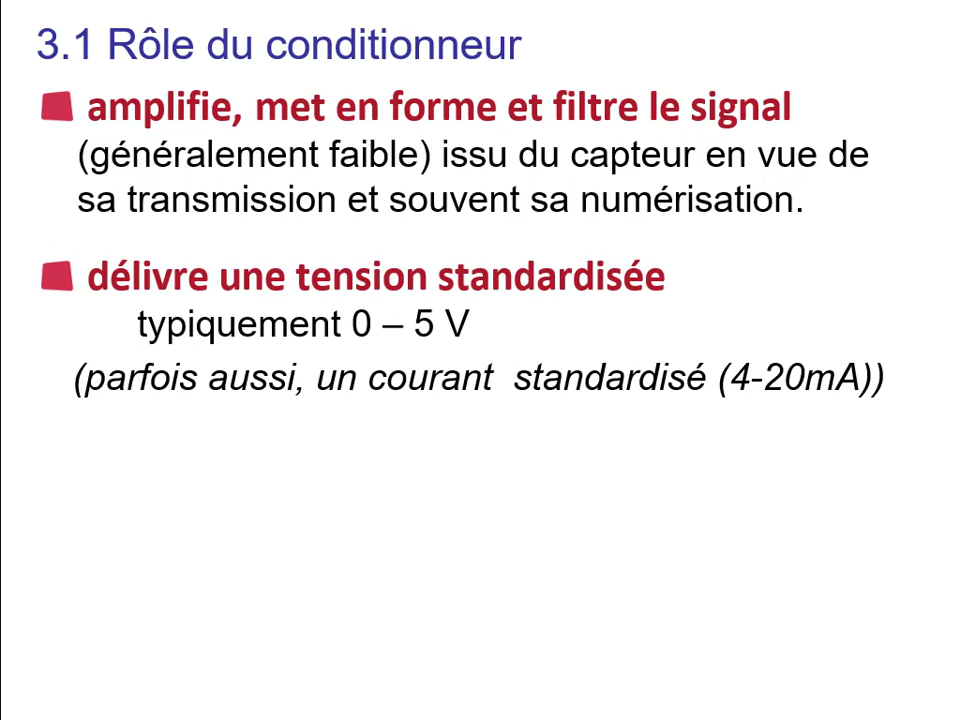 3.1 Rôle du conditionneur
amplifie, met en forme et filtre le signal
(généralement faible) issu du capteur en vue de
sa transmission et souvent sa numérisation.
délivre une tension standardisée
typiquement 0 – 5 V
(parfois aussi, un courant  standardisé (4-20mA))